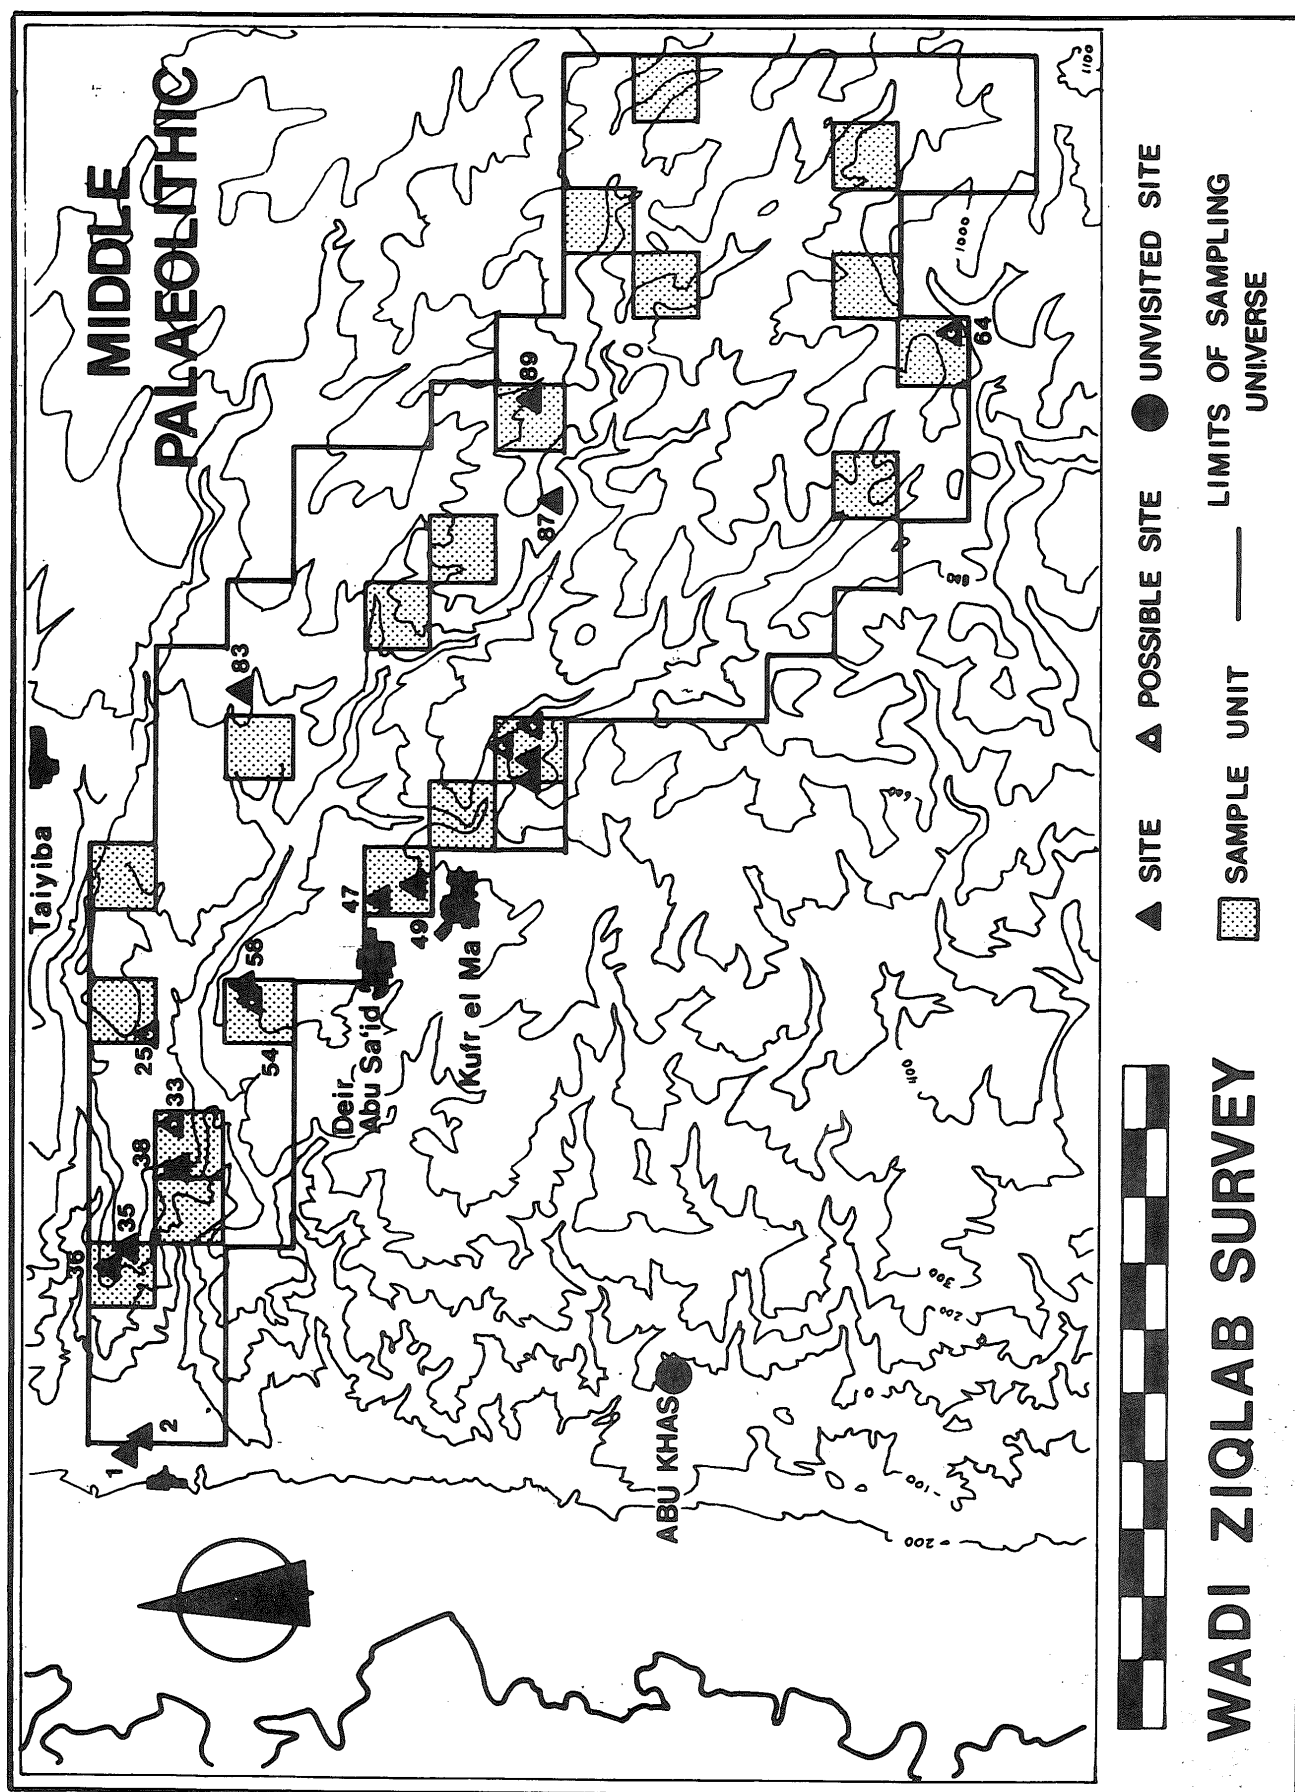 MIDDLE
PALAEOLITHIC
Taiyiba
36
35
38
33
25
58
54
83
1
2
47
49
Deir
Abu Sa'id
Kufr el Ma
87
89
64
ABU KHAS
1100
1000
800
600
400
300
200
-100
-200
SITE
POSSIBLE SITE
UNVISITED SITE
SAMPLE UNIT
LIMITS OF SAMPLING
UNIVERSE
WADI ZIQLAB SURVEY